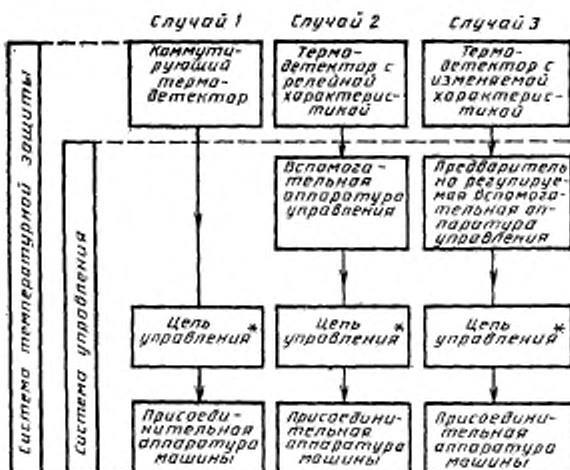 Случай 1
Случай 2
Случай 3
Коммути-
рующий
термо-
детектор
Термо-
детектор с
релейной
характерис-
тикой
Термо-
детектор с
изменяемой
характерис-
тикой
Вспомога-
тельная
аппаратура
управления
Предваритель-
но регулируе-
мая вспомога-
тельная ап-
паратура
управления
Цепь *
управления
Цепь *
управления
Цепь *
управления
Присоеди-
нительная
аппаратура
машины
Присоедини-
тельная
аппаратура
машины
Присоедини-
тельная
аппаратура
машины
Система температурной защиты
Система управления